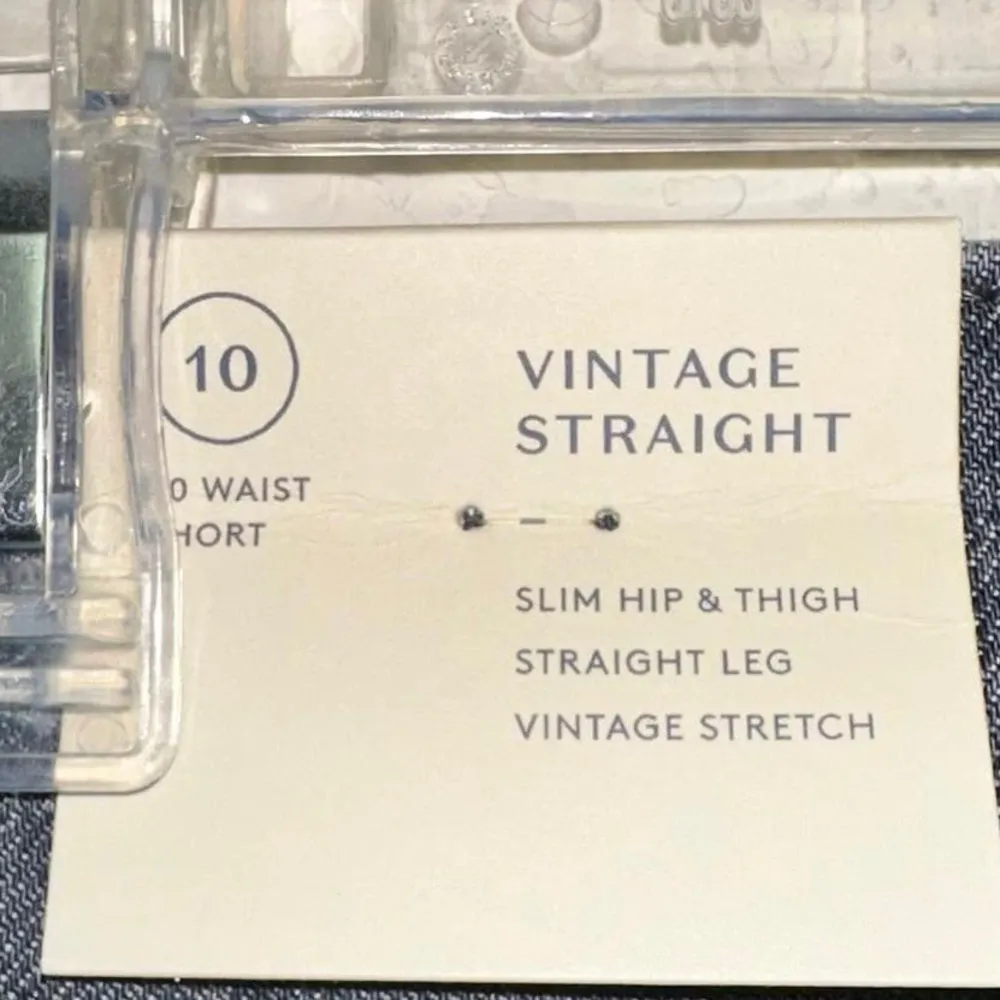 10
0 WAIST
HORT
VINTAGE
STRAIGHT
–
SLIM HIP & THIGH
STRAIGHT LEG
VINTAGE STRETCH